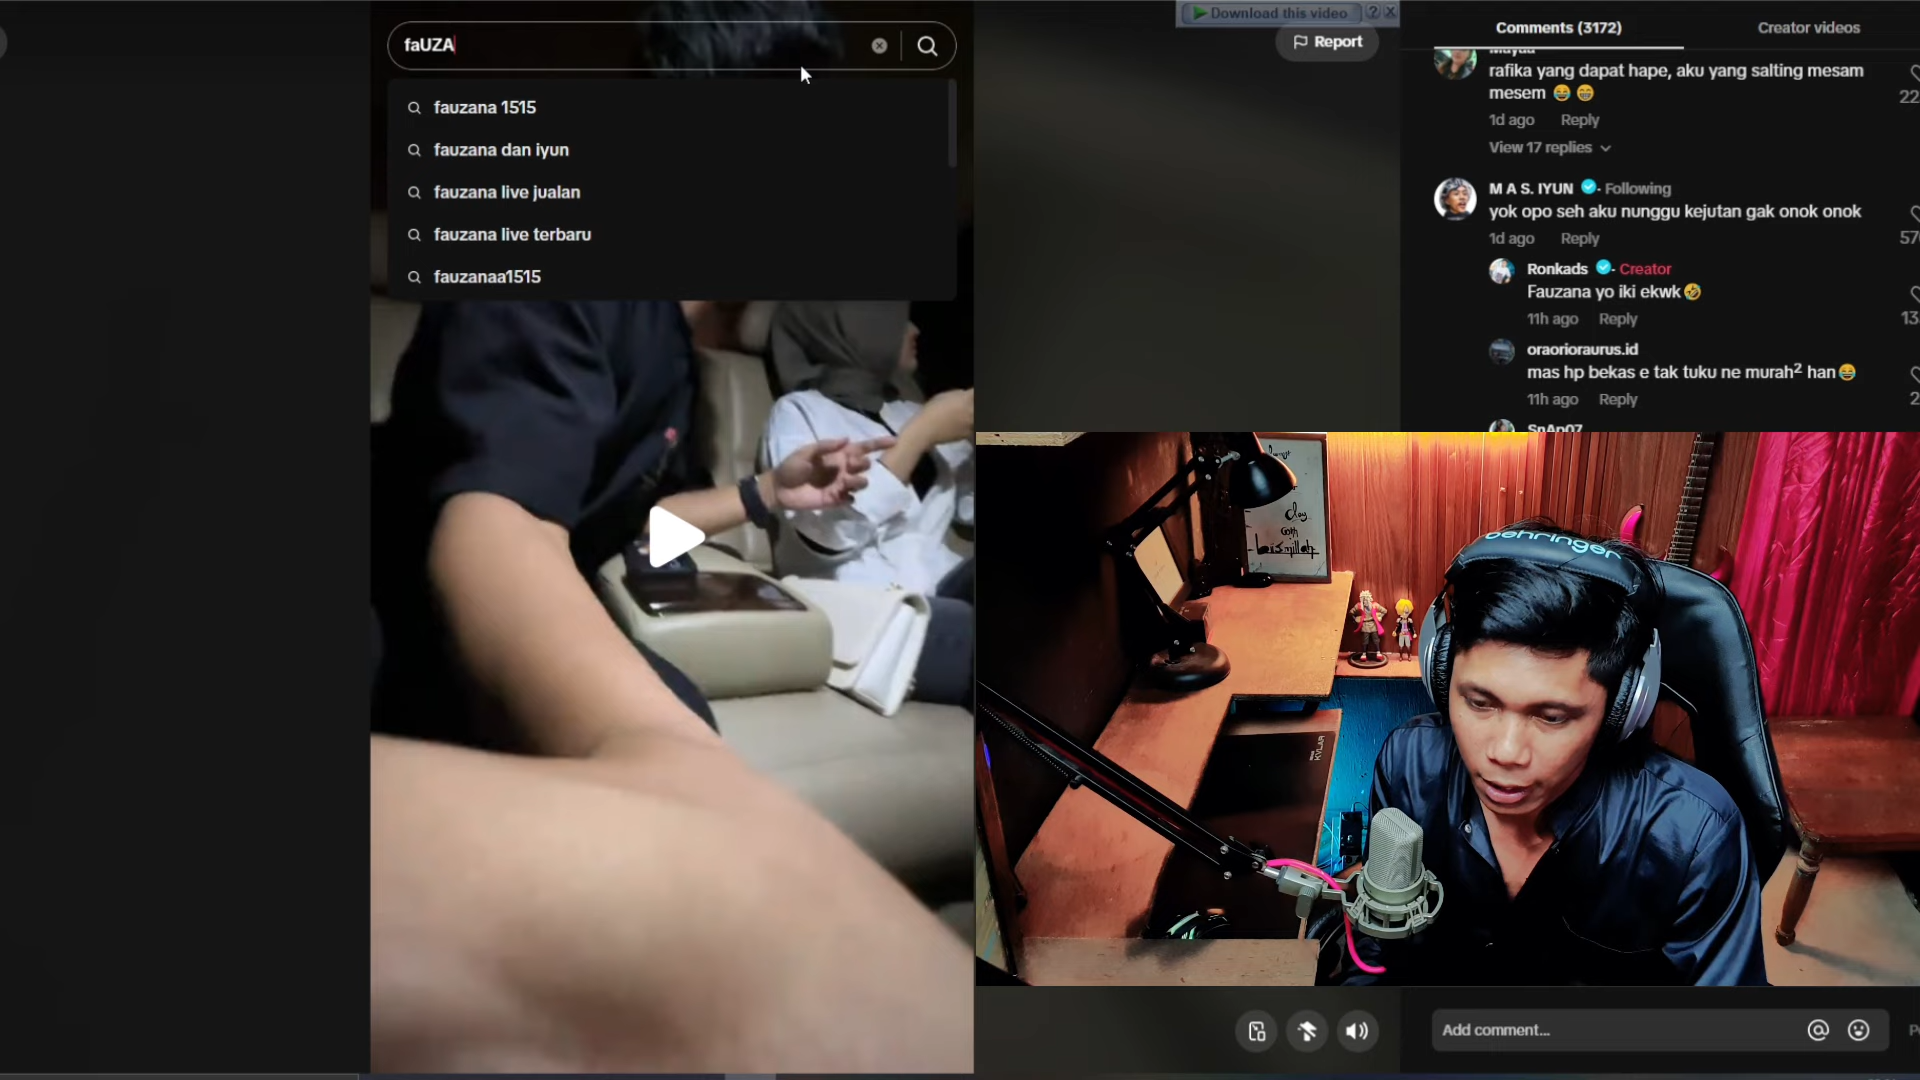 faUZA
fauzana 1515
fauzana dan iyun
fauzana live jualan
fauzana live terbaru
fauzanaa1515
Download this video
?
Report
Comments (3172)
Creator videos
rafika yang dapat hape, aku yang salting mesam
mesem 😂 😁
22
1d ago Reply
View 17 replies
M A S. IYUN · Following
yok opo seh aku nunggu kejutan gak onok onok
57
1d ago Reply
Ronkads · Creator
Fauzana yo iki ekwk🤣
13
11h ago Reply
oraorioraurus.id
mas hp bekas e tak tuku ne murah² han😂
2
11h ago Reply
SnAp07
behringer
day
with
bismillah
Add comment...